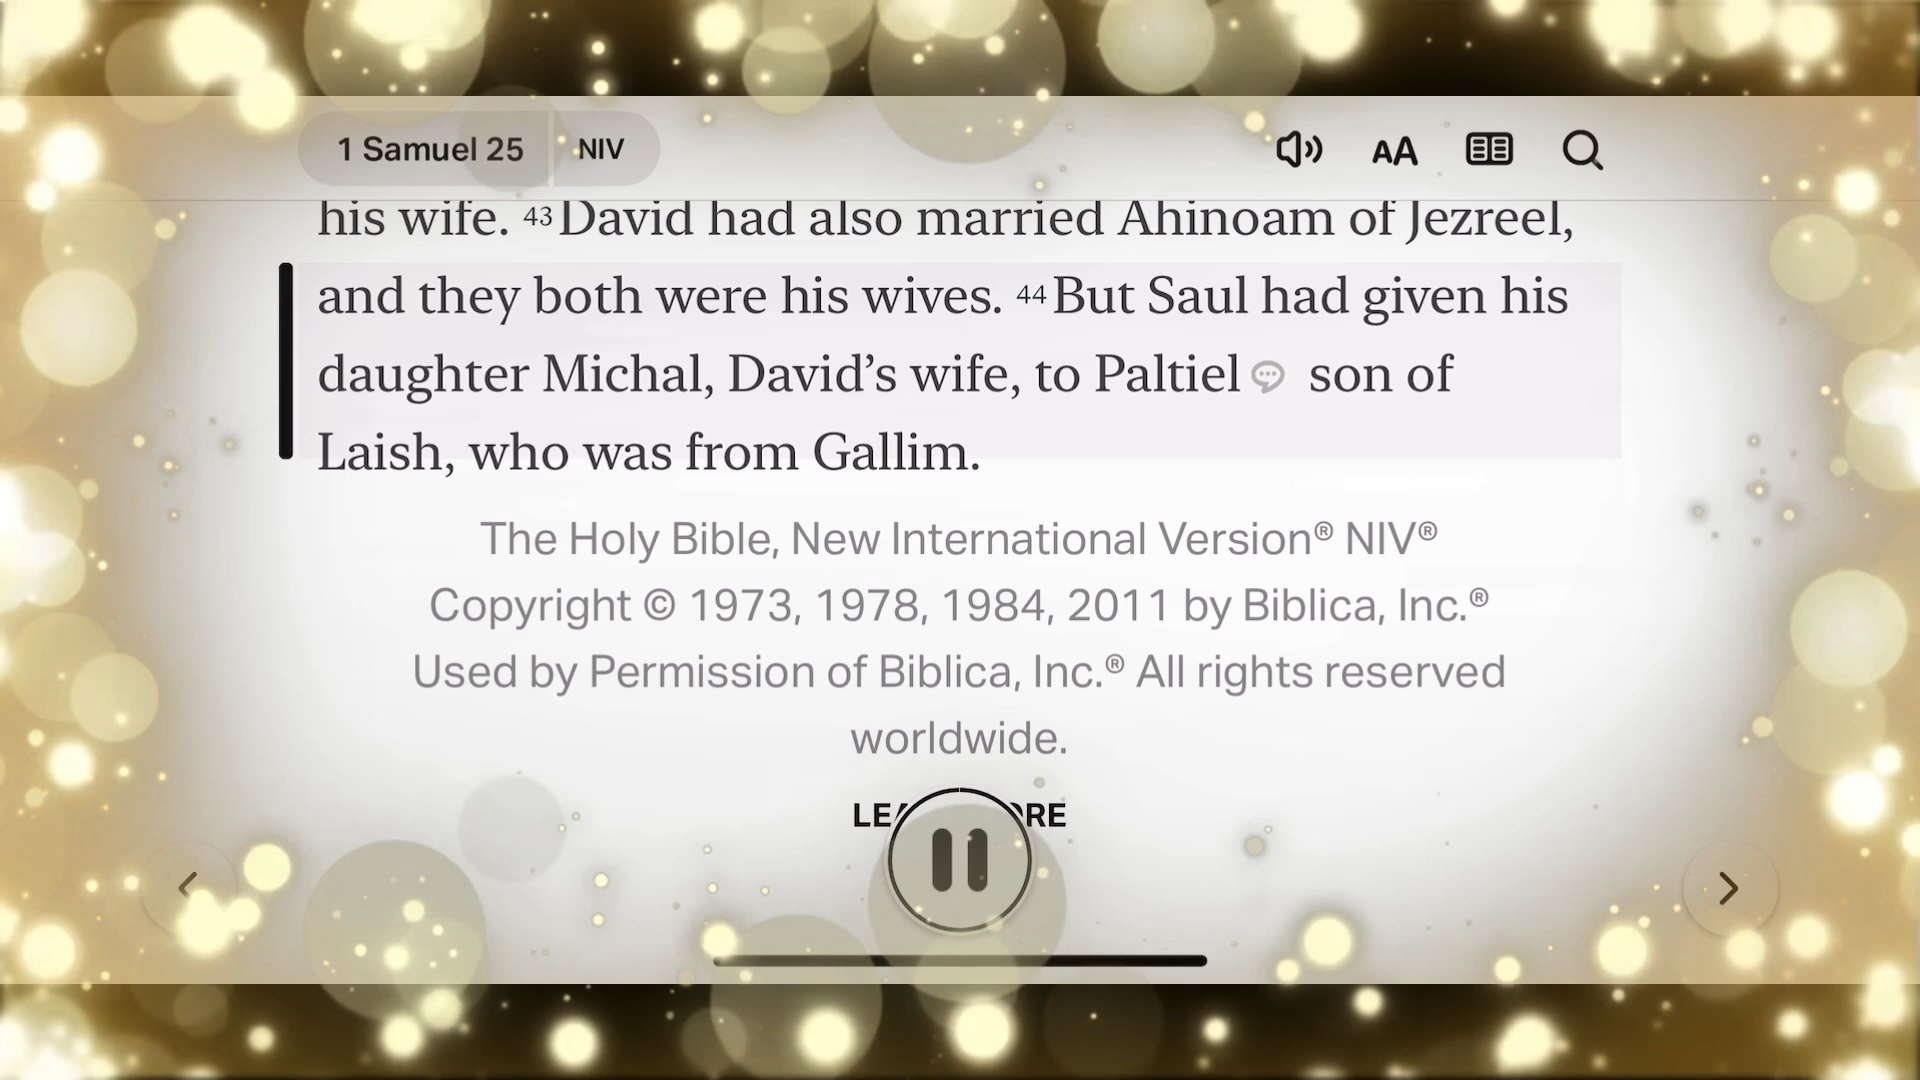 1 Samuel 25 NIV AA
his wife. 43 David had also married Ahinoam of Jezreel,
and they both were his wives. 44 But Saul had given his
daughter Michal, David’s wife, to Paltiel son of
Laish, who was from Gallim.
The Holy Bible, New International Version® NIV®
Copyright © 1973, 1978, 1984, 2011 by Biblica, Inc.®
Used by Permission of Biblica, Inc.® All rights reserved
worldwide.